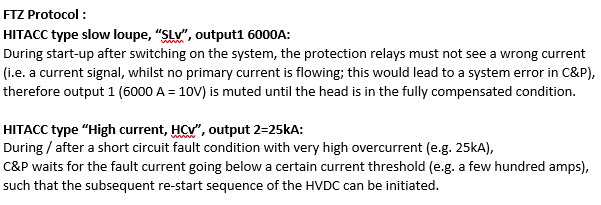 FTZ Protocol :
HITACC type slow loupe, “SLv”, output1 6000A:
During start-up after switching on the system, the protection relays must not see a wrong current
(i.e. a current signal, whilst no primary current is flowing; this would lead to a system error in C&P),
therefore output 1 (6000 A = 10V) is muted until the head is in the fully compensated condition.
HITACC type “High current, HCv”, output 2=25kA:
During / after a short circuit fault condition with very high overcurrent (e.g. 25kA),
C&P waits for the fault current going below a certain current threshold (e.g. a few hundred amps),
such that the subsequent re-start sequence of the HVDC can be initiated.